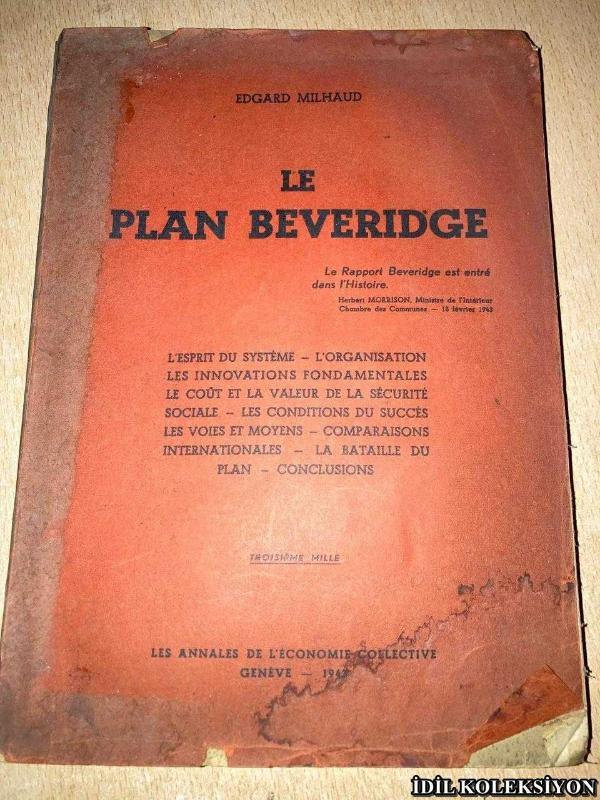 EDGARD MILHAUD
LE
PLAN BEVERIDGE
Le Rapport Beveridge est entré
dans l'Histoire.
Herbert MORRISON, Ministre de l'Intérieur
Chambre des Communes — 18 février 1943
L'ESPRIT DU SYSTÈME — L'ORGANISATION
LES INNOVATIONS FONDAMENTALES
LE COÛT ET LA VALEUR DE LA SÉCURITÉ
SOCIALE — LES CONDITIONS DU SUCCÈS
LES VOIES ET MOYENS — COMPARAISONS
INTERNATIONALES — LA BATAILLE DU
PLAN — CONCLUSIONS
TROISIÈME MILLE
LES ANNALES DE L'ÉCONOMIE COLLECTIVE
GENÈVE —
İDİL KOLEKSİYON